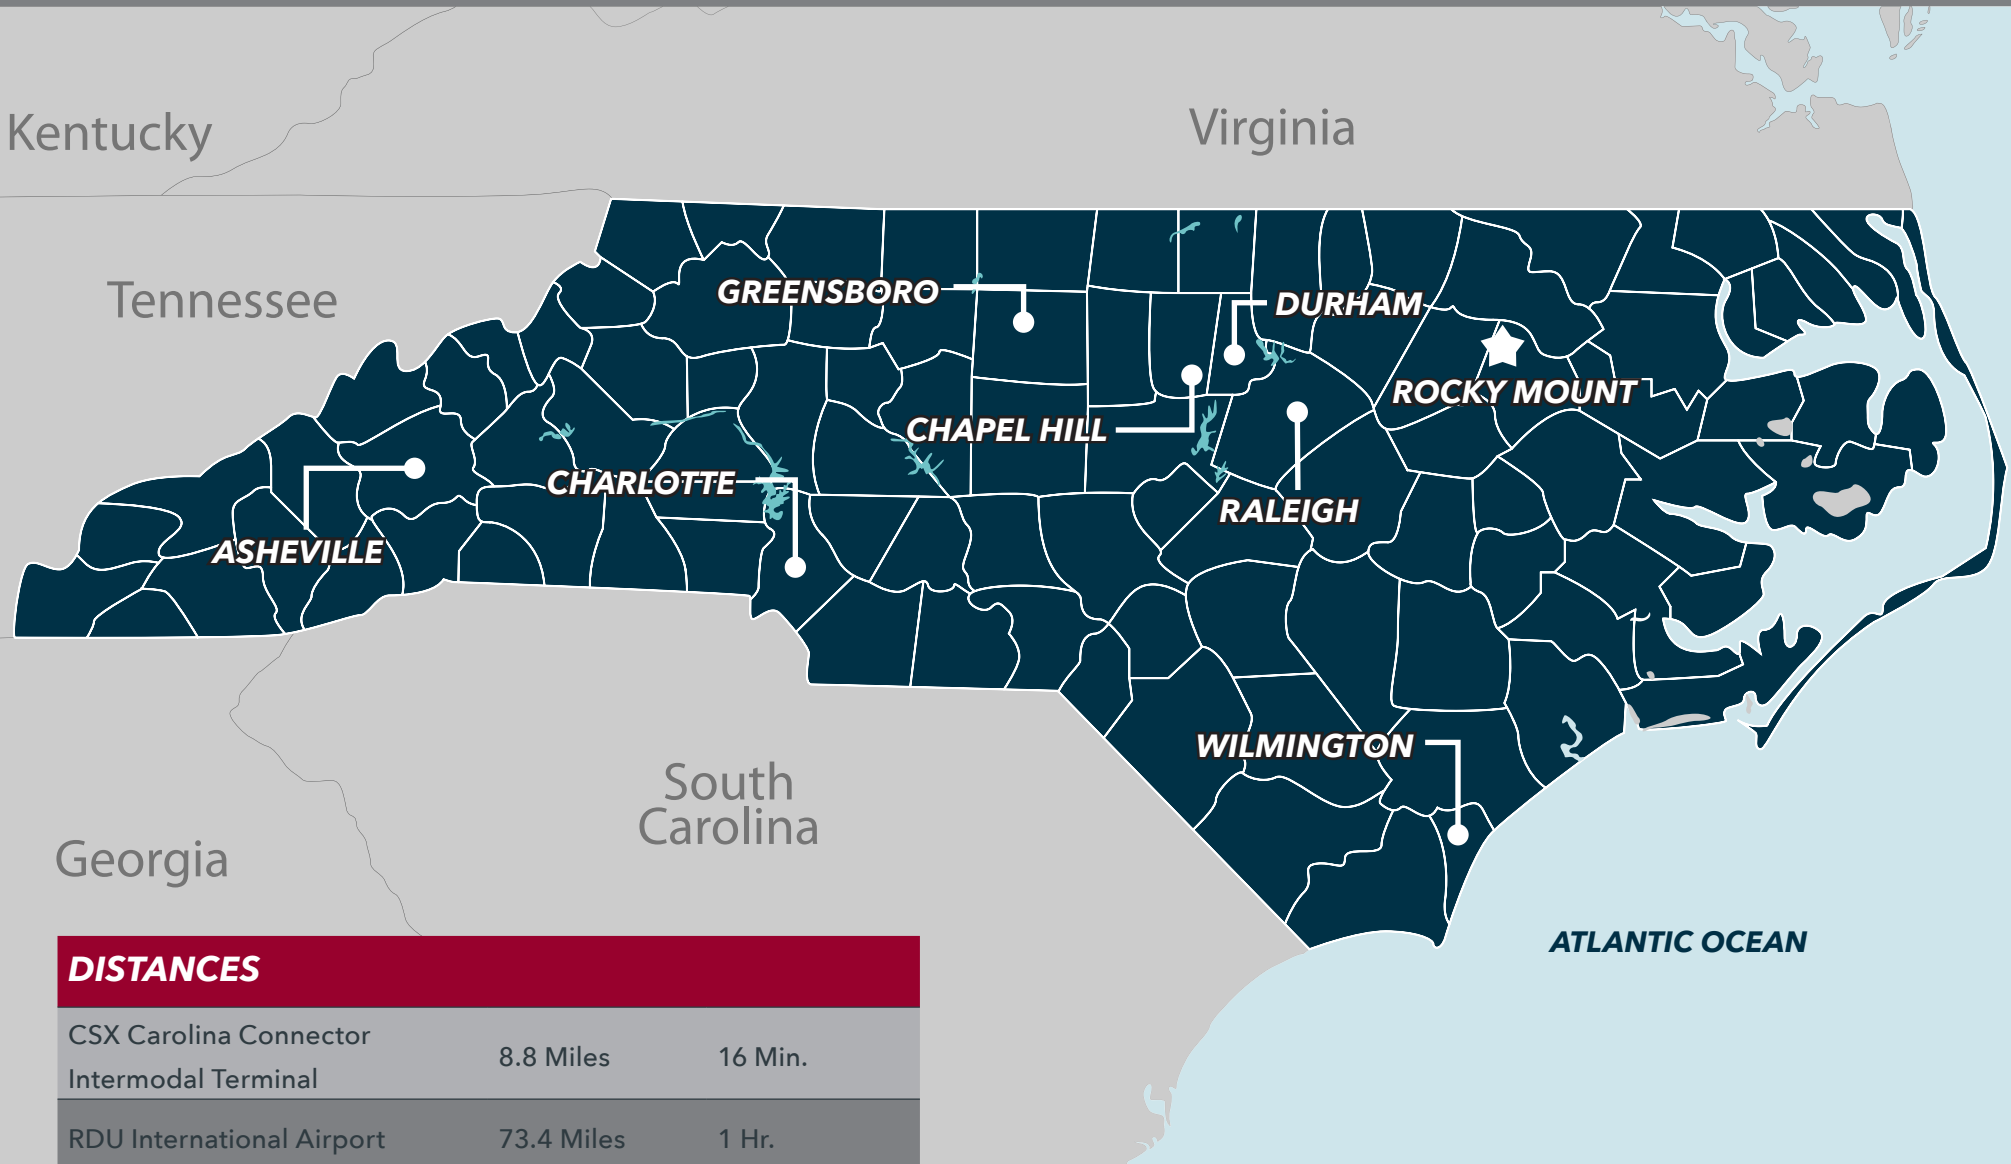 Kentucky
Virginia
Tennessee
GREENSBORO
DURHAM
ROCKY MOUNT
CHAPEL HILL
CHARLOTTE
RALEIGH
ASHEVILLE
WILMINGTON
South
Carolina
Georgia
ATLANTIC OCEAN
DISTANCES
CSX Carolina Connector
Intermodal Terminal
8.8 Miles
16 Min.
RDU International Airport
73.4 Miles
1 Hr.